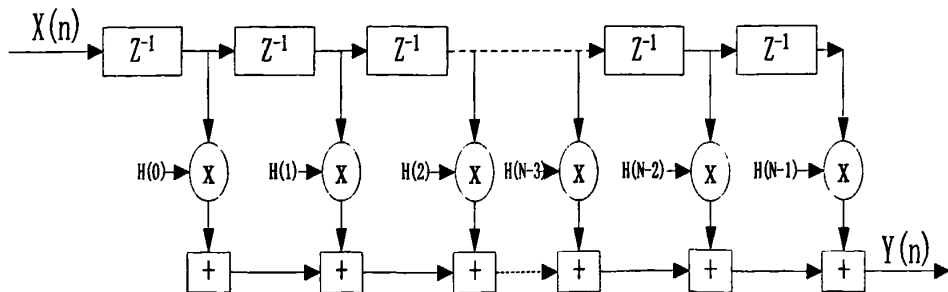 X(n)
Z⁻¹ Z⁻¹ Z⁻¹ Z⁻¹ Z⁻¹
H(0) X H(1) X H(2) X H(N-3) X H(N-2) X H(N-1) X
+ + + + + + Y(n)